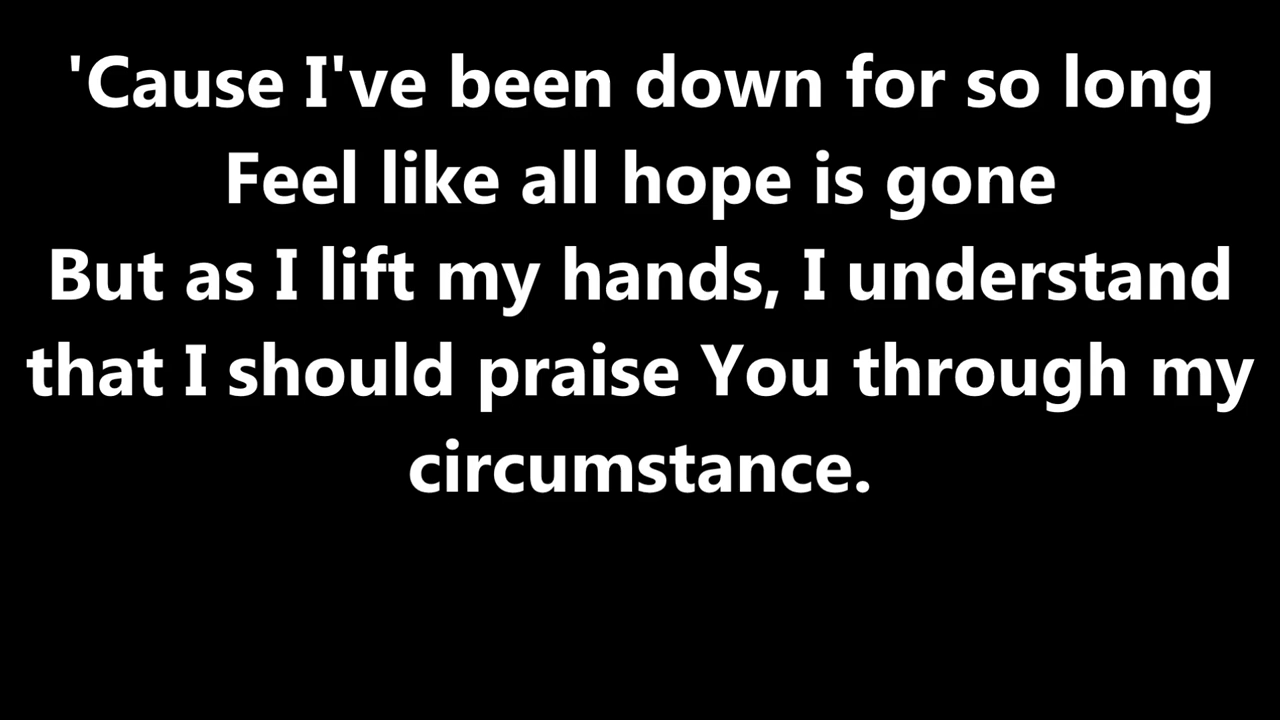 'Cause I've been down for so long
Feel like all hope is gone
But as I lift my hands, I understand
that I should praise You through my
circumstance.